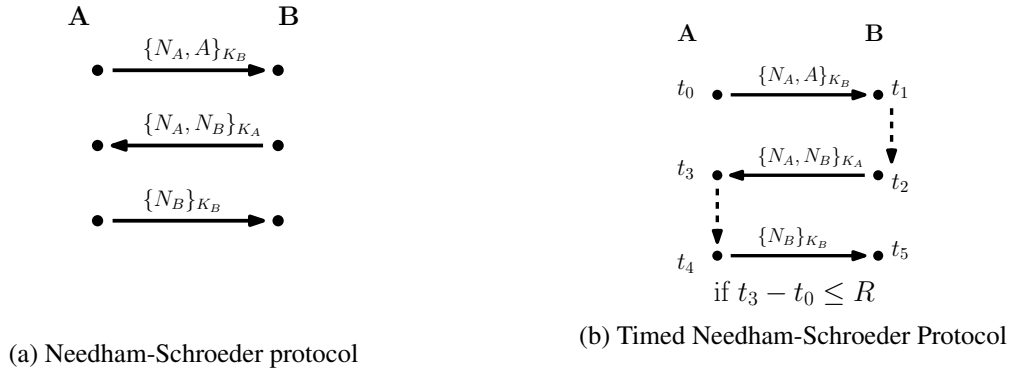 A B
{N_A, A}_{K_B}
{N_A, N_B}_{K_A}
{N_B}_{K_B}
(a) Needham-Schroeder protocol
A B
t_0 {N_A, A}_{K_B} t_1
t_3 {N_A, N_B}_{K_A} t_2
t_4 {N_B}_{K_B} t_5
if t_3 − t_0 ≤ R
(b) Timed Needham-Schroeder Protocol